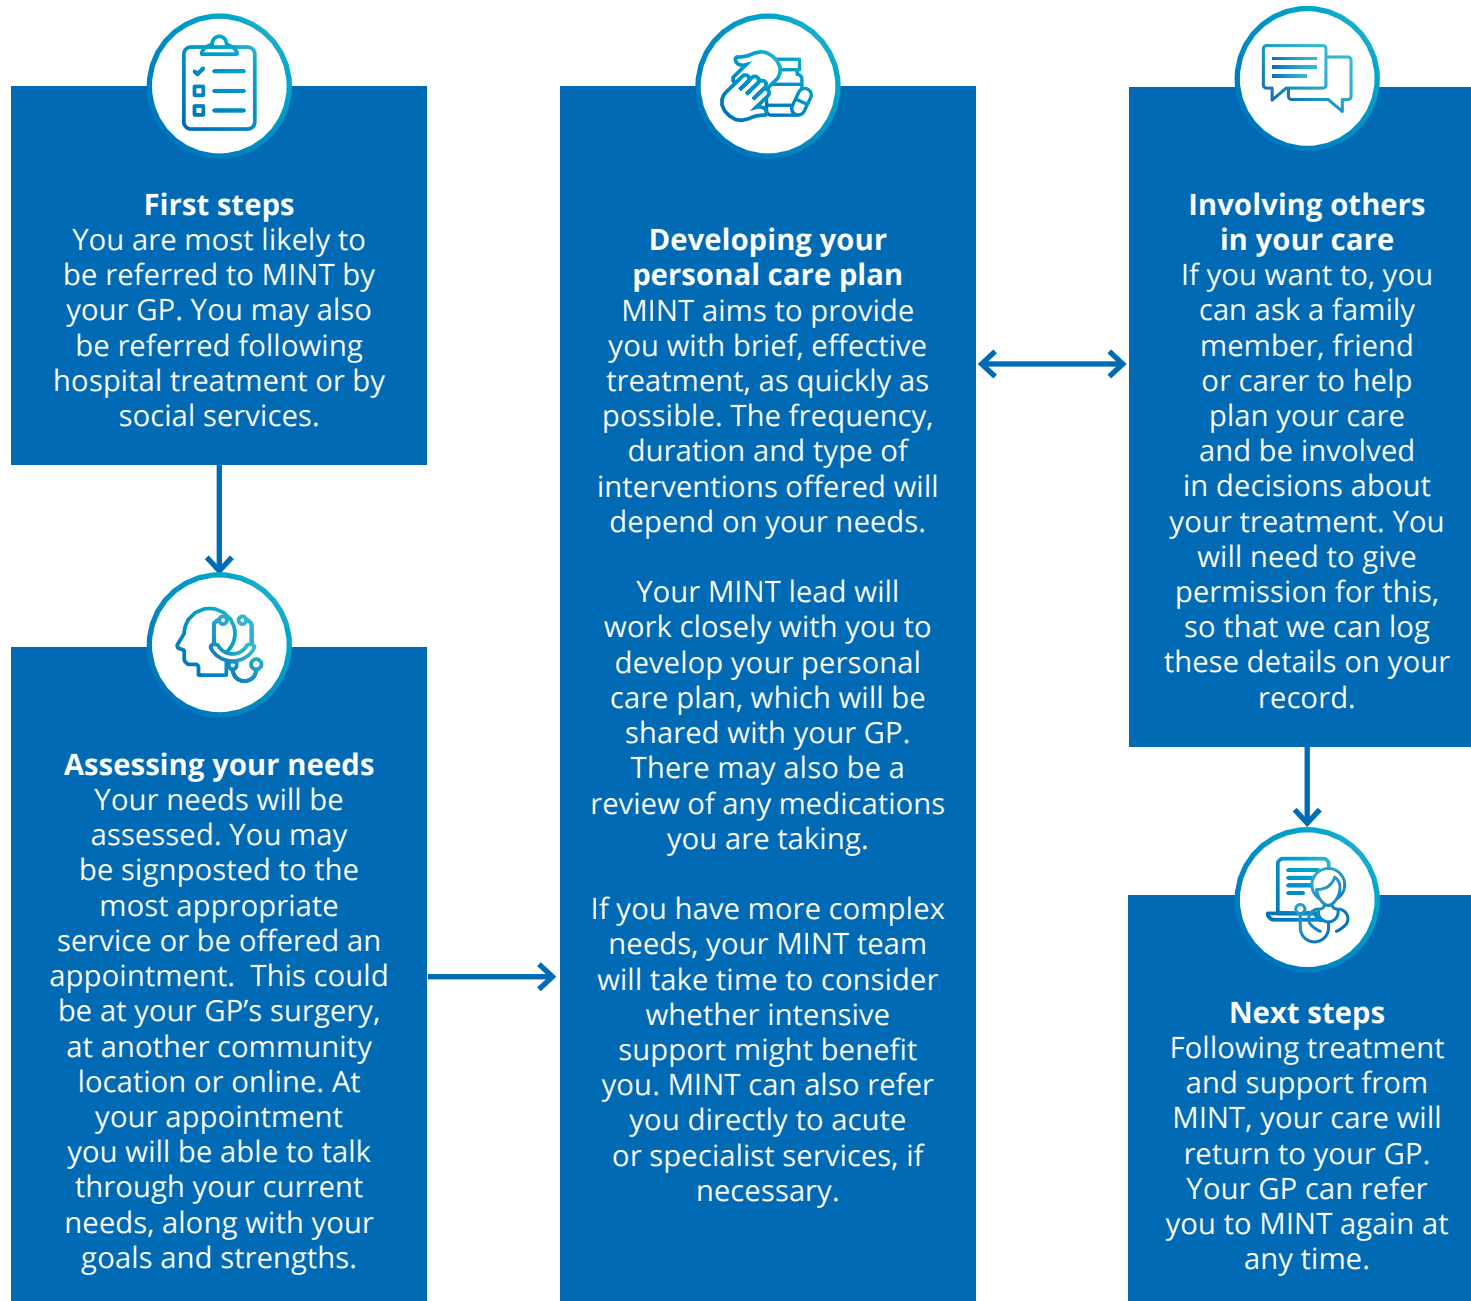 First steps
You are most likely to
be referred to MINT by
your GP. You may also
be referred following
hospital treatment or by
social services.
Assessing your needs
Your needs will be
assessed. You may
be signposted to the
most appropriate
service or be offered an
appointment.  This could
be at your GP’s surgery,
at another community
location or online. At
your appointment
you will be able to talk
through your current
needs, along with your
goals and strengths.
Developing your
personal care plan
MINT aims to provide
you with brief, effective
treatment, as quickly as
possible. The frequency,
duration and type of
interventions offered will
depend on your needs.
Your MINT lead will
work closely with you to
develop your personal
care plan, which will be
shared with your GP.
There may also be a
review of any medications
you are taking.
If you have more complex
needs, your MINT team
will take time to consider
whether intensive
support might benefit
you. MINT can also refer
you directly to acute
or specialist services, if
necessary.
Involving others
in your care
If you want to, you
can ask a family
member, friend
or carer to help
plan your care
and be involved
in decisions about
your treatment. You
will need to give
permission for this,
so that we can log
these details on your
record.
Next steps
Following treatment
and support from
MINT, your care will
return to your GP.
Your GP can refer
you to MINT again at
any time.